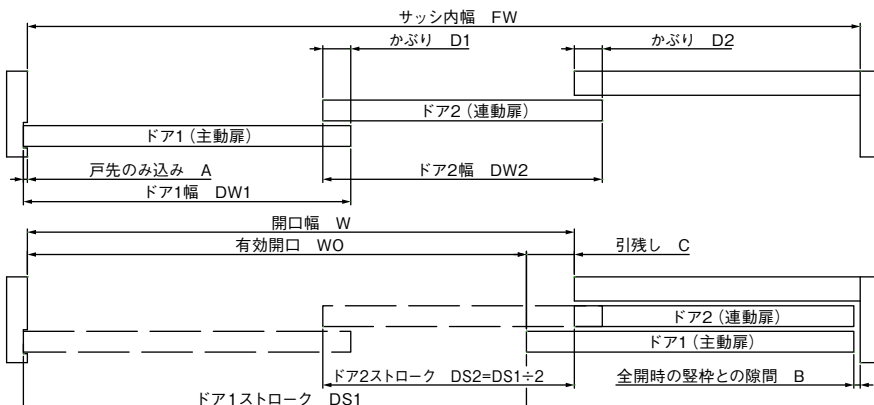 サッシ内幅 FW
かぶり D1
かぶり D2
ドア2（連動扉）
ドア1（主動扉）
戸先のみ込み A
ドア2幅 DW2
ドア1幅 DW1
開口幅 W
有効開口 WO
引残し C
ドア2（連動扉）
ドア1（主動扉）
ドア2ストローク DS2=DS1÷2
全開時の竪枠との隙間 B
ドア1ストローク DS1